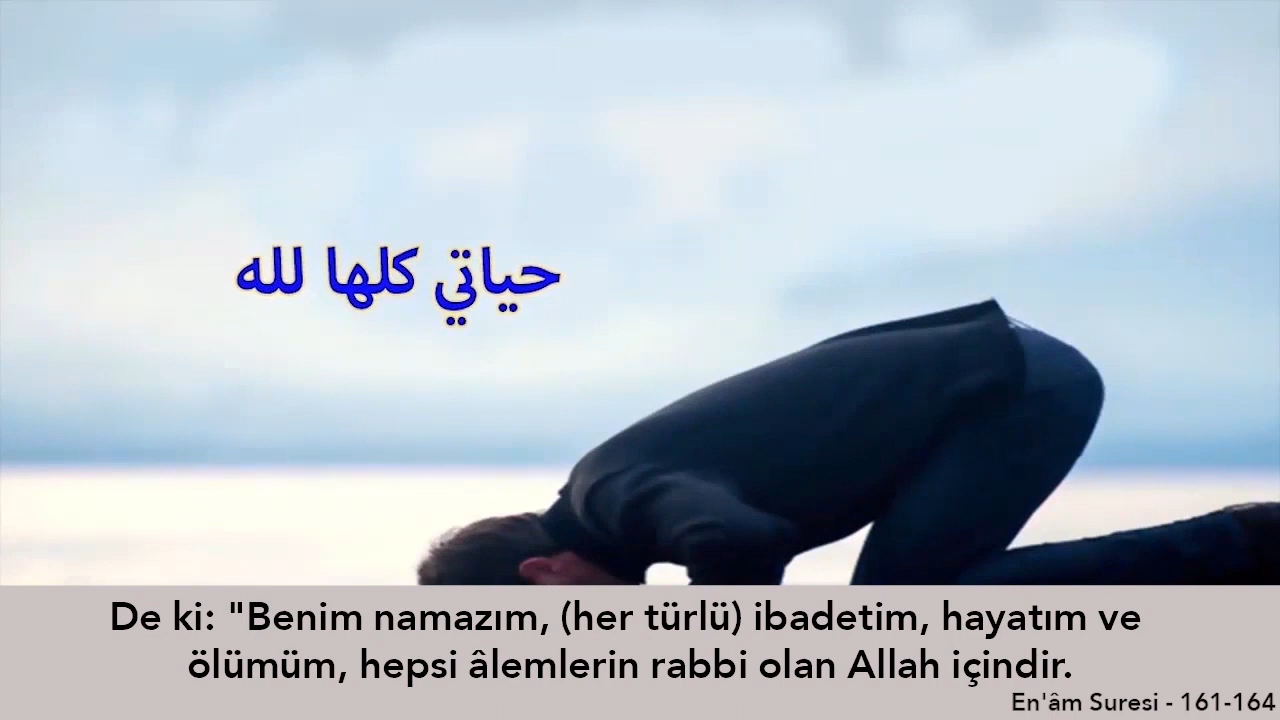 حياتي كلها لله
De ki: "Benim namazım, (her türlü) ibadetim, hayatım ve
ölümüm, hepsi âlemlerin rabbi olan Allah içindir.
En'âm Suresi - 161-164